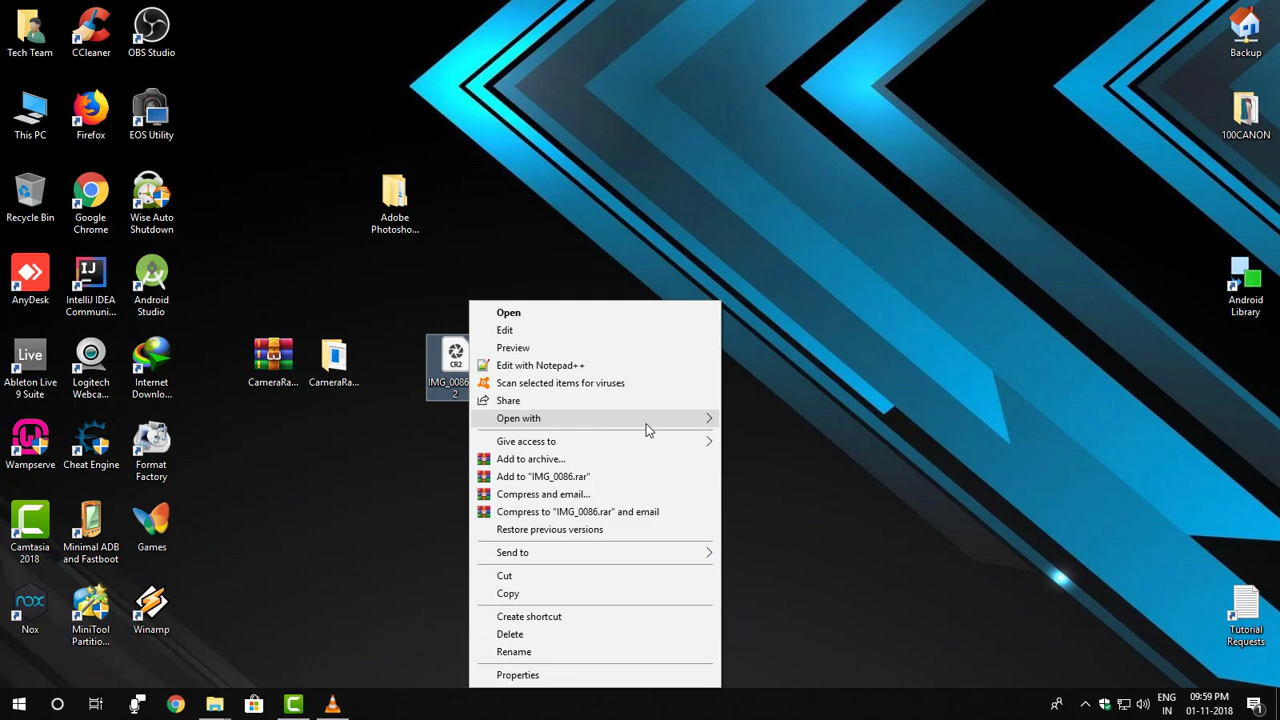 Tech Team
CCleaner
OBS Studio
Backup
This PC
Firefox
EOS Utility
100CANON
Recycle Bin
Google
Chrome
Wise Auto
Shutdown
Adobe
Photosho...
AnyDesk
IntelliJ IDEA
Communi...
Android
Studio
Android
Library
Live
Ableton Live
9 Suite
Logitech
Webca...
Internet
Downlo...
CameraRa...
CameraRa...
CR2
IMG_0086
2
Open
Edit
Preview
Edit with Notepad++
Scan selected items for viruses
Share
Open with
Give access to
Add to archive...
Add to "IMG_0086.rar"
Compress and email...
Compress to "IMG_0086.rar" and email
Restore previous versions
Send to
Cut
Copy
Create shortcut
Delete
Rename
Properties
Wampserve
Cheat Engine
Format
Factory
Camtasia
2018
Minimal ADB
and Fastboot
Games
nox
Nox
MiniTool
Partitio...
Winamp
Tutorial
Requests
ENG
IN
09:59 PM
01-11-2018
1